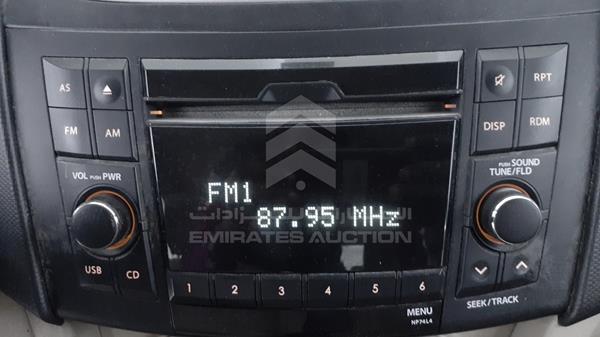 AS
RPT
FM
AM
DISP
RDM
VOL PUSH PWR
PUSH SOUND
TUNE/FLD
FM1
87.95 MHz
الإمارات للمزادات
EMIRATES AUCTION
USB
CD
1 2 3 4 5 6
MENU
NP74L4
SEEK/TRACK